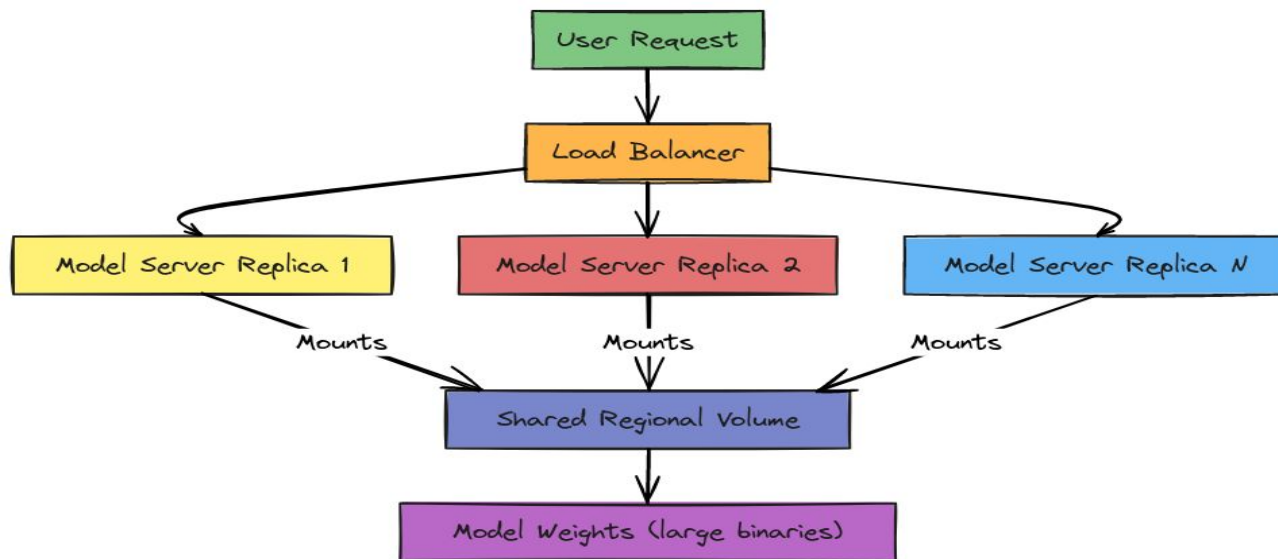 User Request
Load Balancer
Model Server Replica 1
Model Server Replica 2
Model Server Replica N
Mounts
Mounts
Mounts
Shared Regional Volume
Model Weights (large binaries)